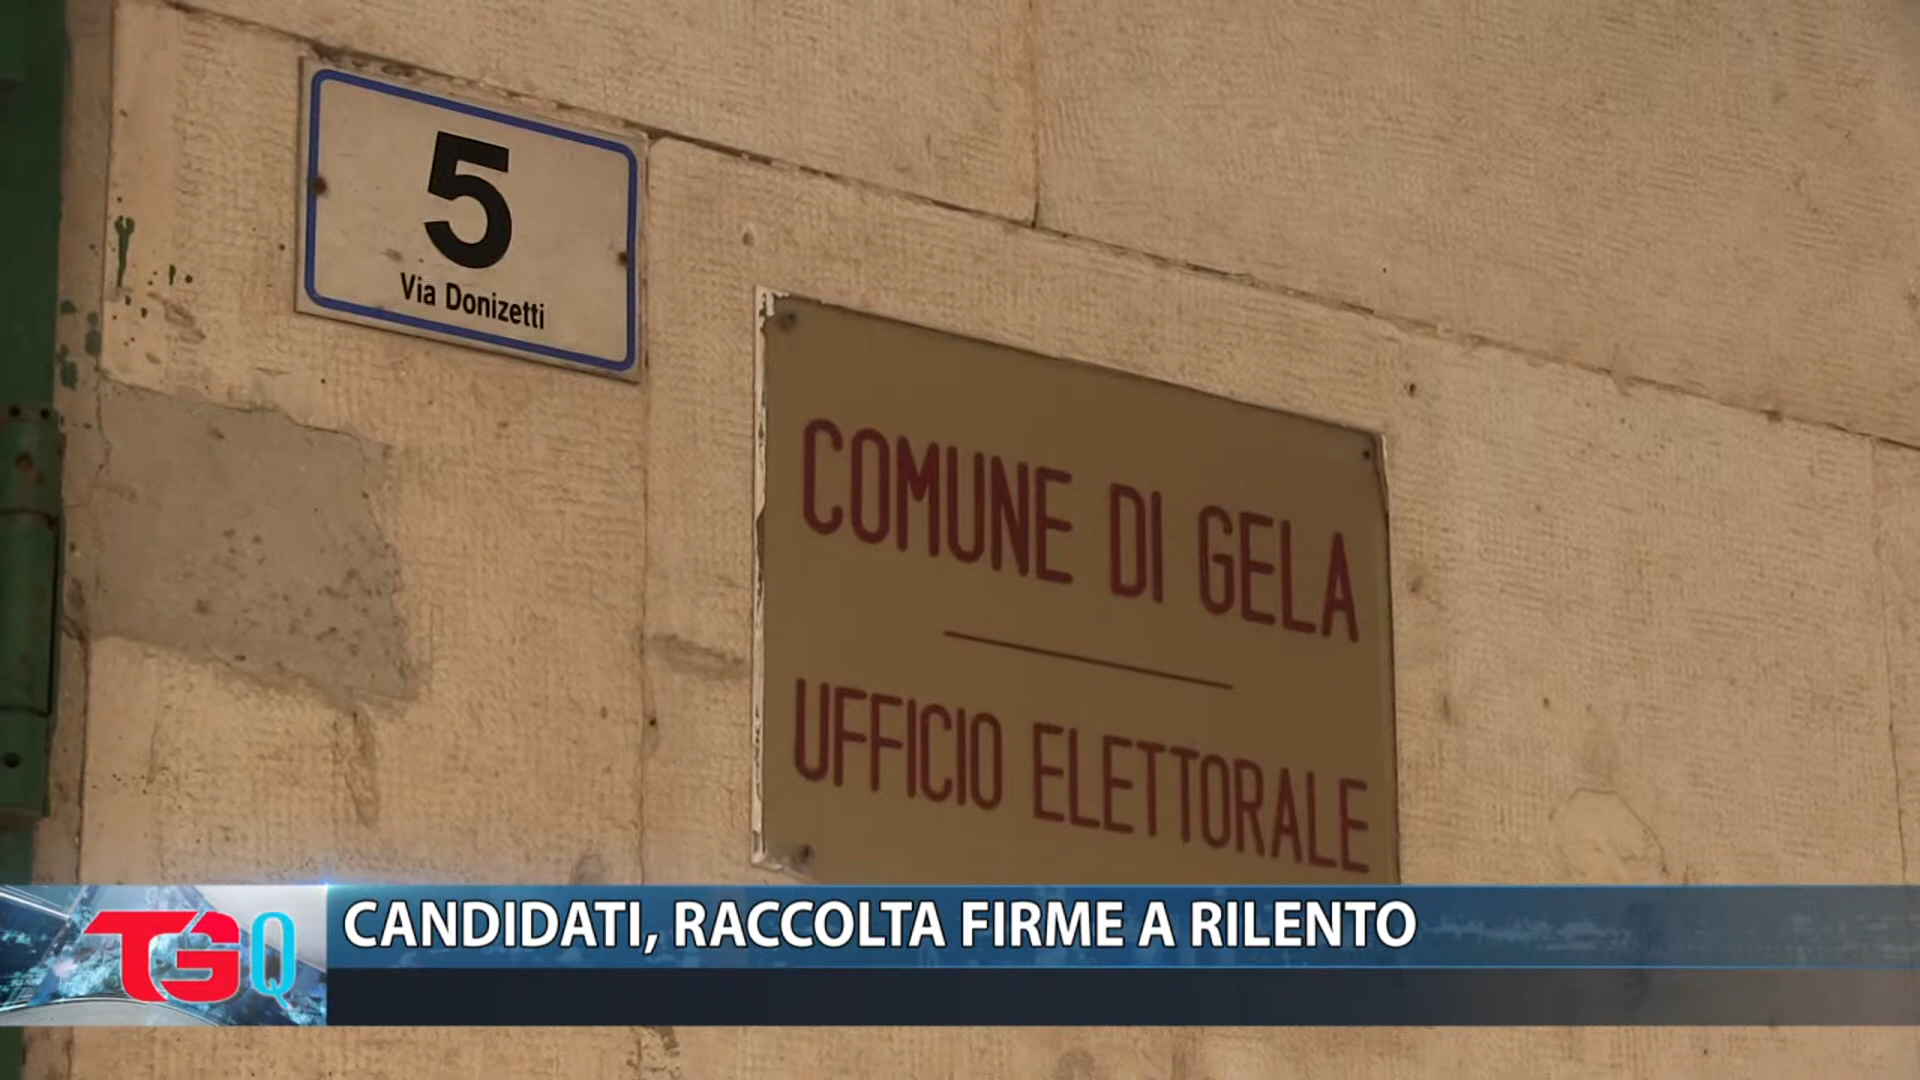 5
Via Donizetti
COMUNE DI GELA
UFFICIO ELETTORALE
TGQ
CANDIDATI, RACCOLTA FIRME A RILENTO